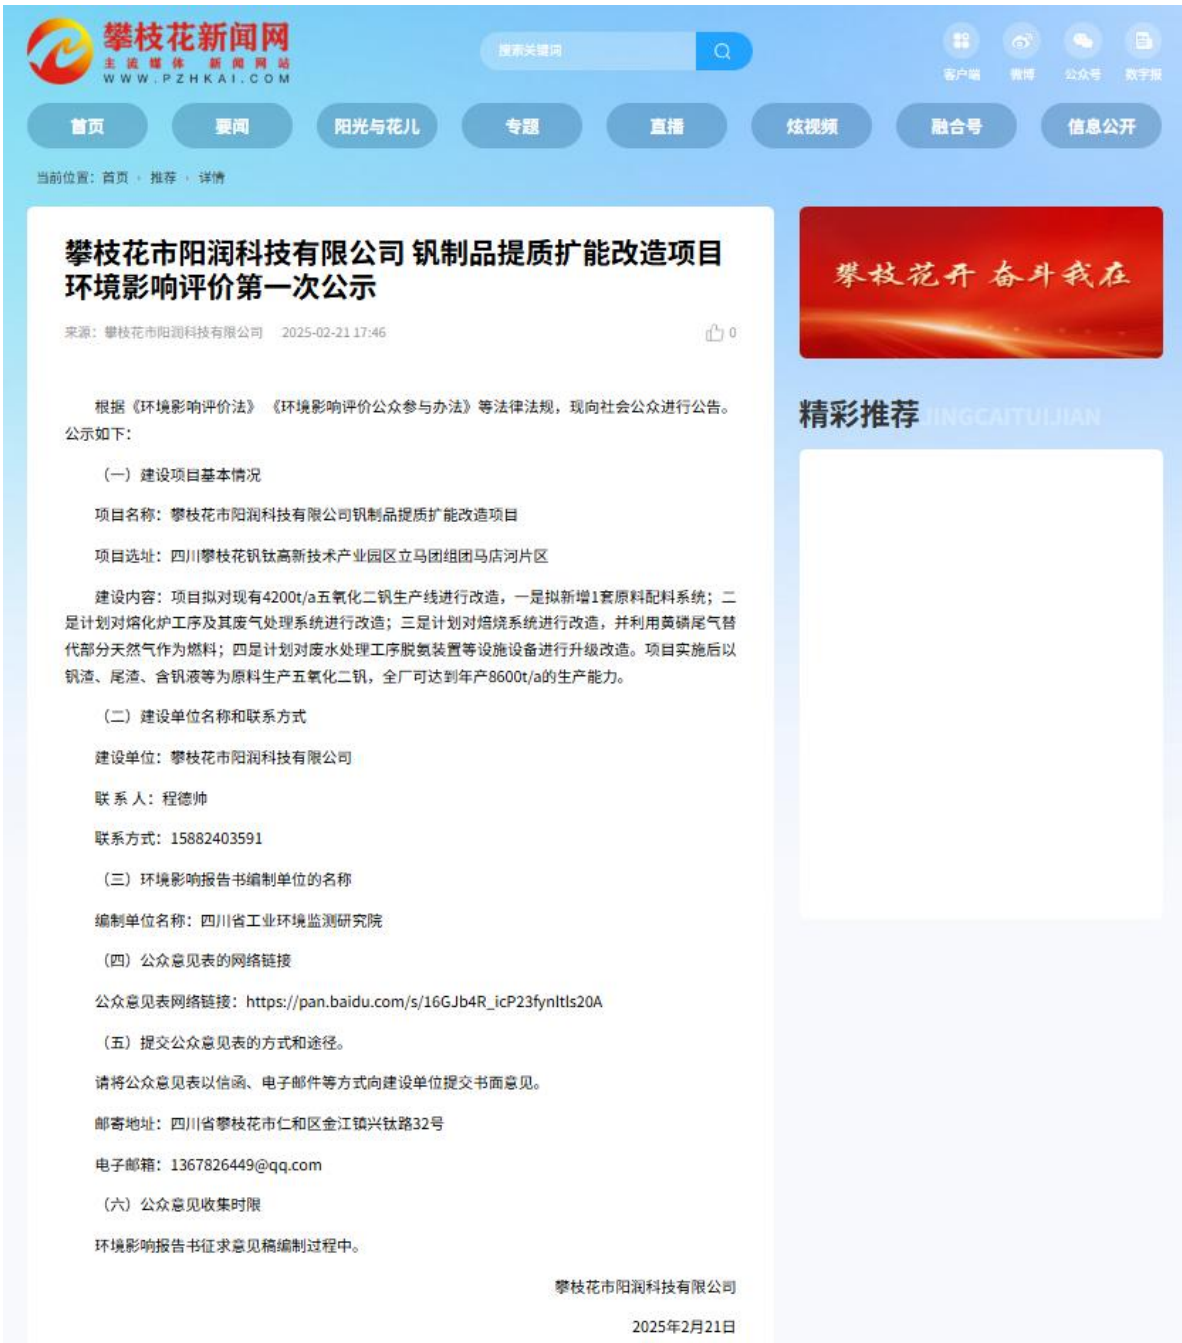 攀枝花新闻网
主流媒体 新闻网站
WWW.PZHKAI.COM
搜索关键词
客户端 微博 公众号 数字报
首页 要闻 阳光与花儿 专题 直播 炫视频 融合号 信息公开
当前位置：首页 › 推荐 › 详情
攀枝花市阳润科技有限公司 钒制品提质扩能改造项目
环境影响评价第一次公示
来源：攀枝花市阳润科技有限公司 2025-02-21 17:46
0
攀枝花开 奋斗我在
精彩推荐 JINGCAITUIJIAN
根据《环境影响评价法》《环境影响评价公众参与办法》等法律法规，现向社会公众进行公告。
公示如下：
（一）建设项目基本情况
项目名称：攀枝花市阳润科技有限公司钒制品提质扩能改造项目
项目选址：四川攀枝花钒钛高新技术产业园区立马团组团马店河片区
建设内容：项目拟对现有4200t/a五氧化二钒生产线进行改造，一是拟新增1套原料配料系统；二
是计划对熔化炉工序及其废气处理系统进行改造；三是计划对焙烧系统进行改造，并利用黄磷尾气替
代部分天然气作为燃料；四是计划对废水处理工序脱氨装置等设施设备进行升级改造。项目实施后以
钒渣、尾渣、含钒液等为原料生产五氧化二钒，全厂可达到年产8600t/a的生产能力。
（二）建设单位名称和联系方式
建设单位：攀枝花市阳润科技有限公司
联 系 人：程德帅
联系方式：15882403591
（三）环境影响报告书编制单位的名称
编制单位名称：四川省工业环境监测研究院
（四）公众意见表的网络链接
公众意见表网络链接：https://pan.baidu.com/s/16GJb4R_icP23fynltls20A
（五）提交公众意见表的方式和途径。
请将公众意见表以信函、电子邮件等方式向建设单位提交书面意见。
邮寄地址：四川省攀枝花市仁和区金江镇兴钛路32号
电子邮箱：1367826449@qq.com
（六）公众意见收集时限
环境影响报告书征求意见稿编制过程中。
攀枝花市阳润科技有限公司
2025年2月21日